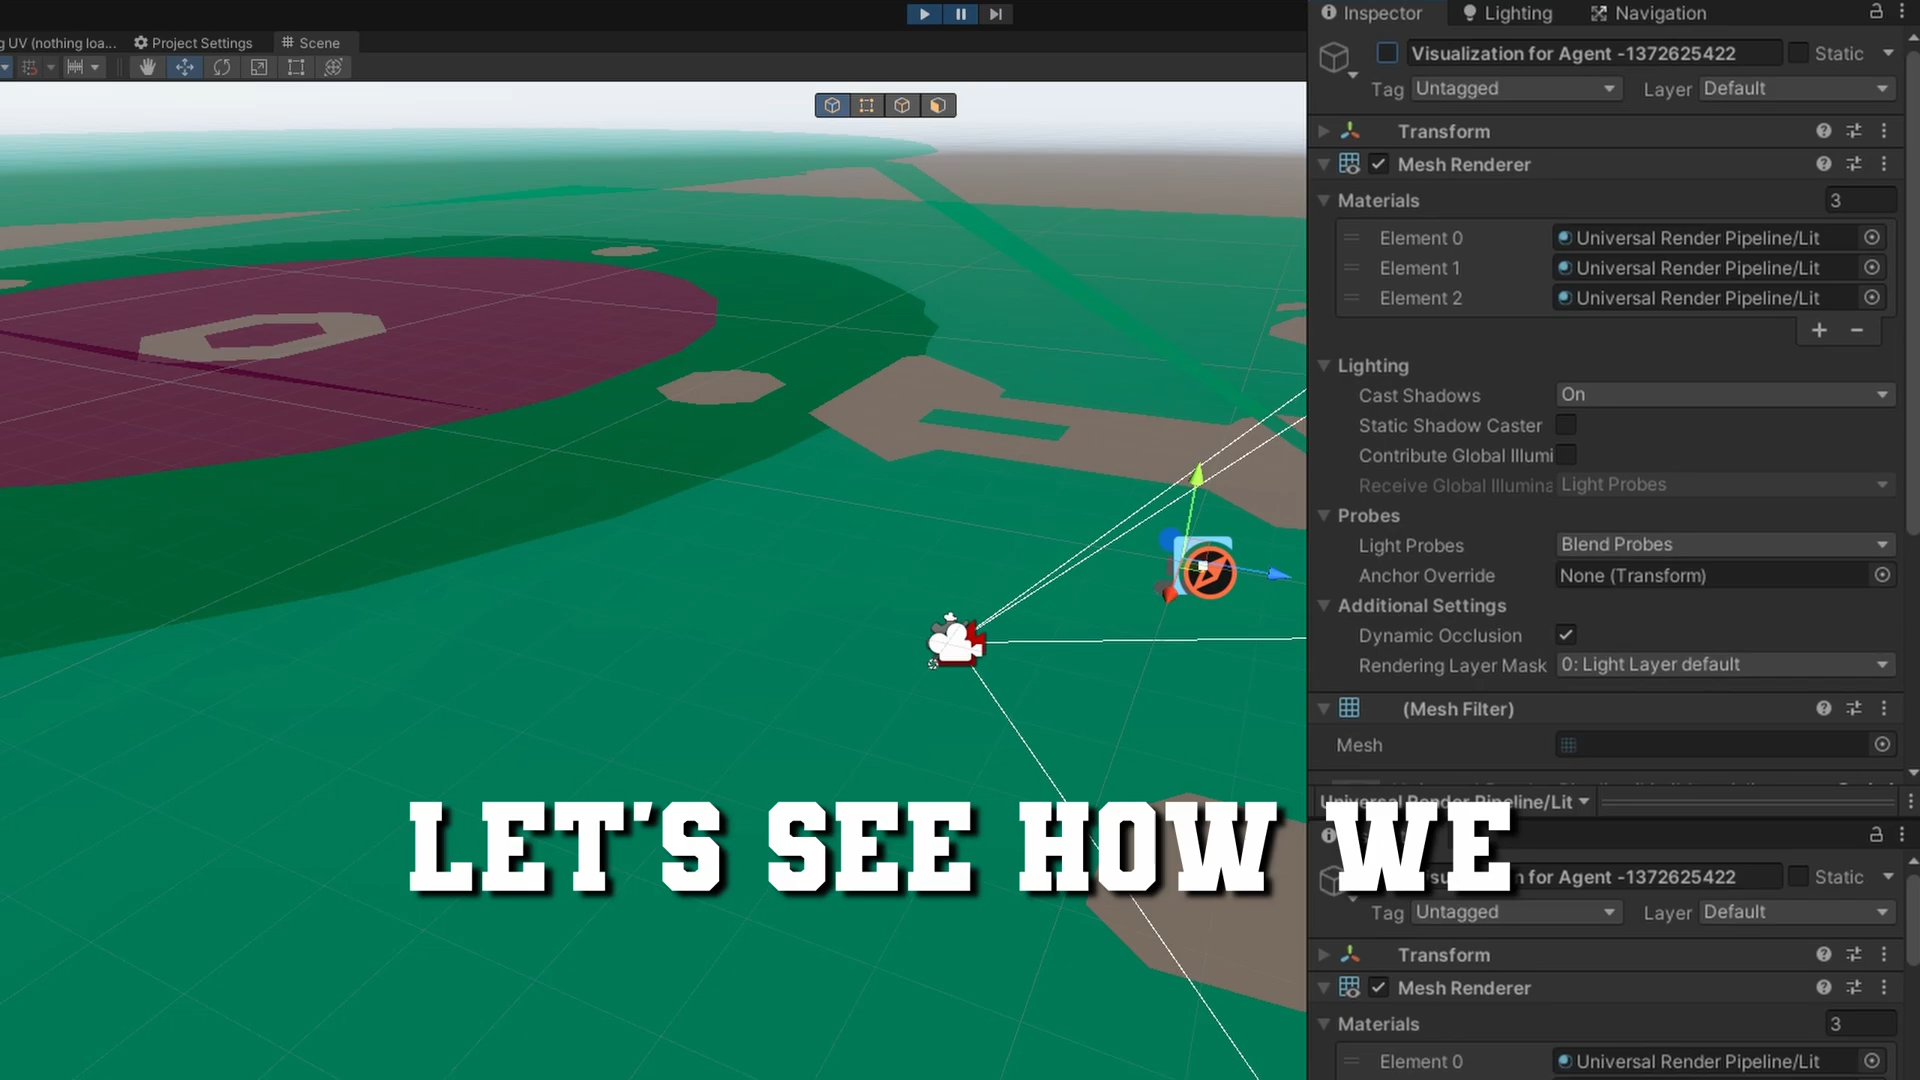 g UV (nothing loa...
Project Settings
Scene
Inspector
Lighting
Navigation
Visualization for Agent -1372625422
Static
Tag
Untagged
Layer
Default
Transform
Mesh Renderer
Materials
3
Element 0
Universal Render Pipeline/Lit
Element 1
Universal Render Pipeline/Lit
Element 2
Universal Render Pipeline/Lit
Lighting
Cast Shadows
On
Static Shadow Caster
Contribute Global Illumi
Receive Global Illumina
Light Probes
Probes
Light Probes
Blend Probes
Anchor Override
None (Transform)
Additional Settings
Dynamic Occlusion
Rendering Layer Mask
0: Light Layer default
(Mesh Filter)
Mesh
Universal Render Pipeline/Lit
LET'S SEE HOW WE
for Agent -1372625422
Static
Tag
Untagged
Layer
Default
Transform
Mesh Renderer
Materials
3
Element 0
Universal Render Pipeline/Lit